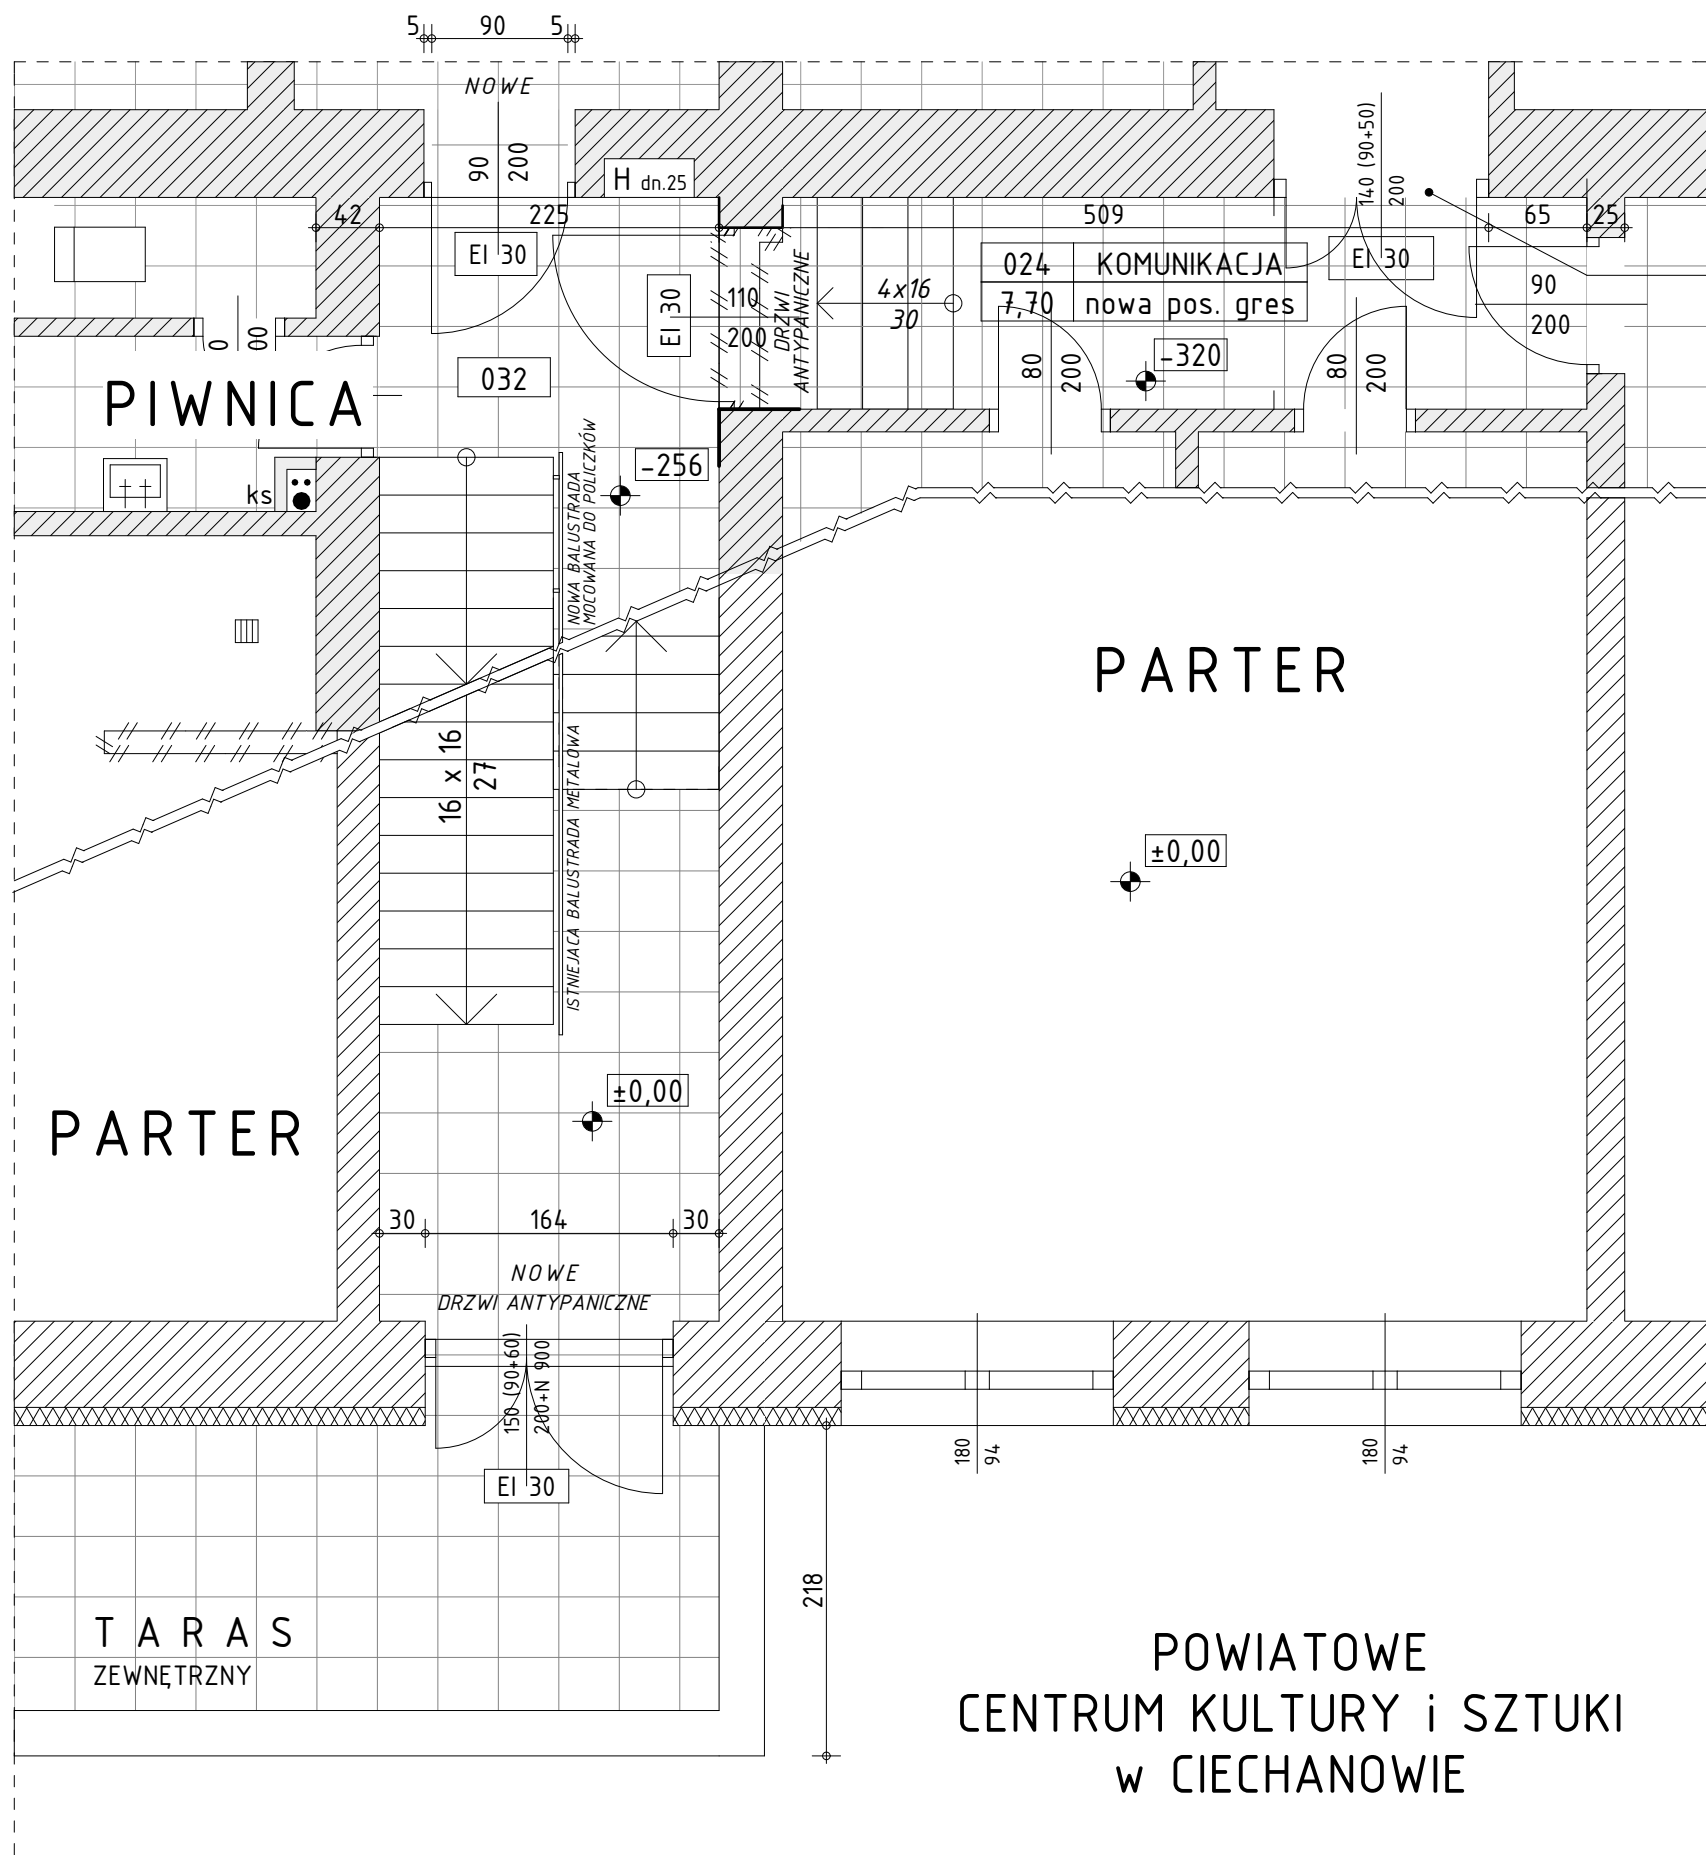 5 90 5
NOWE
90
200
H dn.25
140 (90+50)
200
42 225 509 65 25
EI 30
024 KOMUNIKACJA
7,70 nowa pos. gres
EI 30
EI 30
110
200
DRZWI
ANTYPANICZNE
4x16
30
90
200
0
00
032
-320
80
200
80
200
PIWNICA
-256
ks
NOWA BALUSTRADA
MOCOWANA DO POLICZKÓW
PARTER
16 x 16
27
ISTNIEJACA BALUSTRADA METALOWA
±0,00
±0,00
PARTER
30 164 30
NOWE
DRZWI ANTYPANICZNE
150 (90+60)
200+N 900
EI 30
180
94
180
94
218
TARAS
ZEWNĘTRZNY
POWIATOWE
CENTRUM KULTURY i SZTUKI
w CIECHANOWIE